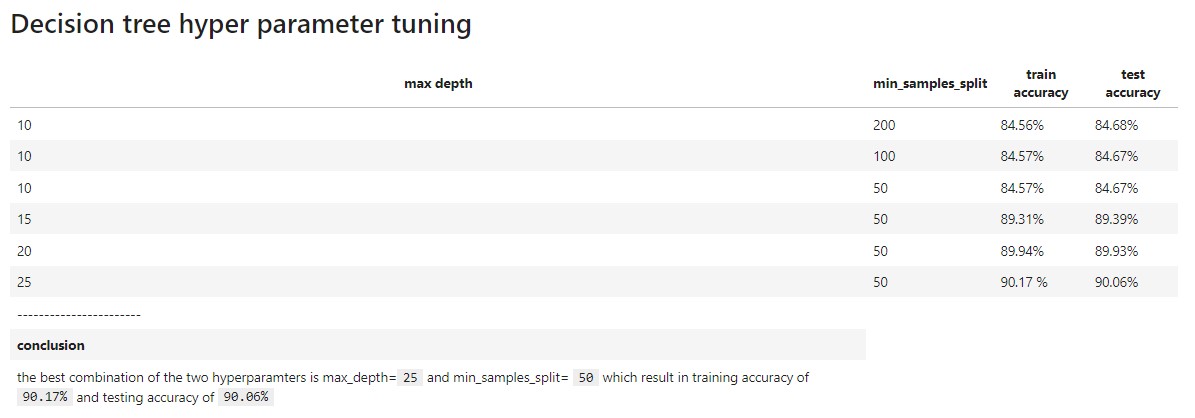 Decision tree hyper parameter tuning
max depth min_samples_split train accuracy test accuracy
10 200 84.56% 84.68%
10 100 84.57% 84.67%
10 50 84.57% 84.67%
15 50 89.31% 89.39%
20 50 89.94% 89.93%
25 50 90.17 % 90.06%
-----------------------
conclusion
the best combination of the two hyperparamters is max_depth= 25 and min_samples_split= 50 which result in training accuracy of
90.17% and testing accuracy of 90.06%